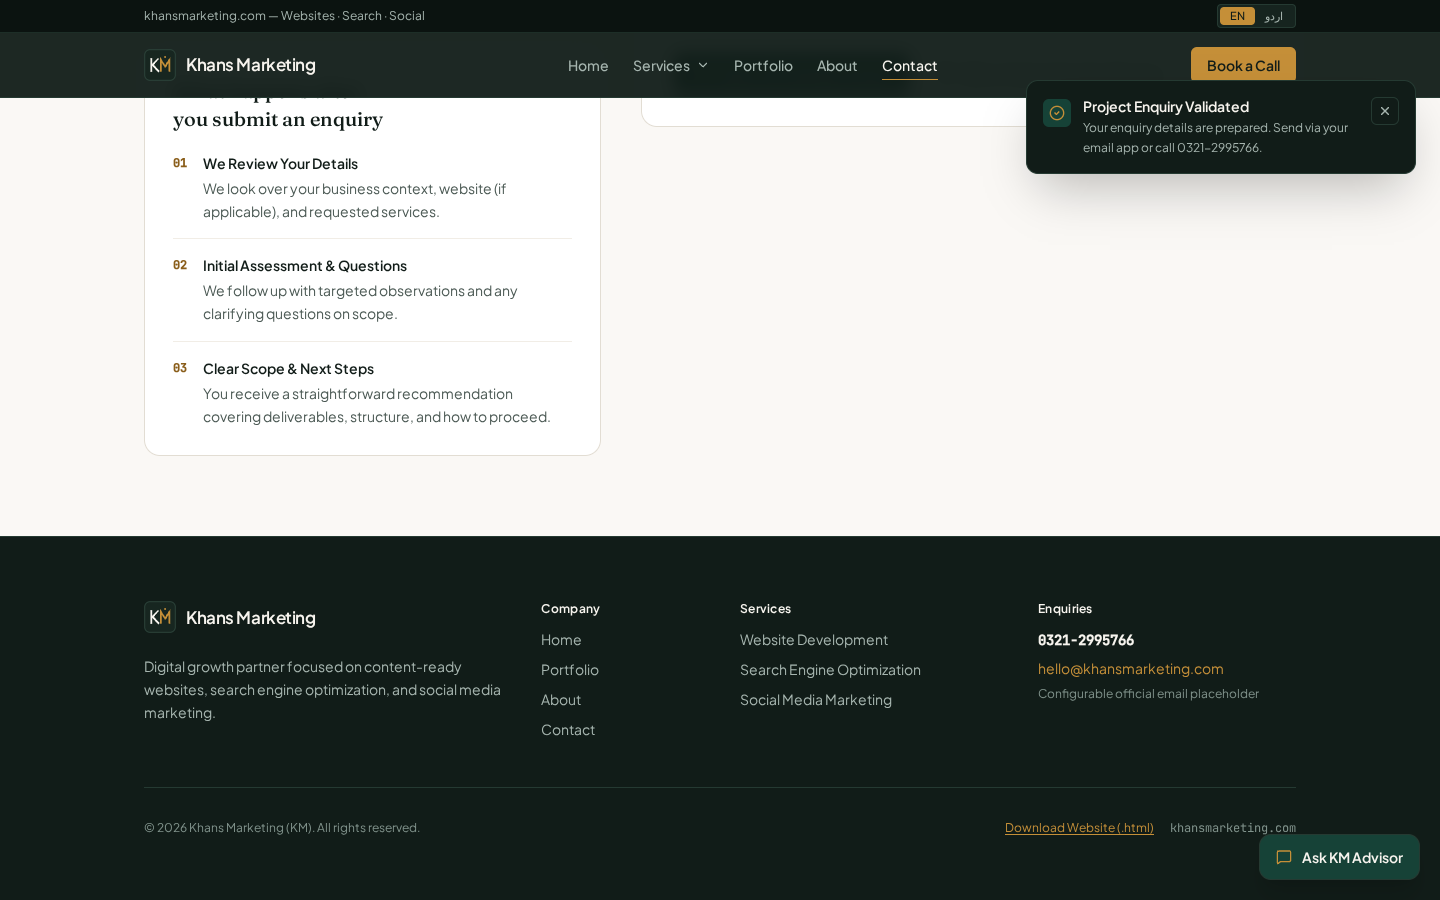 khansmarketing.com — Websites · Search · Social
EN
اردو
KM
Khans Marketing
Home
Services
Portfolio
About
Contact
Book a Call
Project Enquiry Validated
Your enquiry details are prepared. Send via your
email app or call 0321-2995766.
you submit an enquiry
01
We Review Your Details
We look over your business context, website (if
applicable), and requested services.
02
Initial Assessment & Questions
We follow up with targeted observations and any
clarifying questions on scope.
03
Clear Scope & Next Steps
You receive a straightforward recommendation
covering deliverables, structure, and how to proceed.
KM
Khans Marketing
Digital growth partner focused on content-ready
websites, search engine optimization, and social media
marketing.
Company
Home
Portfolio
About
Contact
Services
Website Development
Search Engine Optimization
Social Media Marketing
Enquiries
0321-2995766
hello@khansmarketing.com
Configurable official email placeholder
© 2026 Khans Marketing (KM). All rights reserved.
Download Website (.html)
khansmarketing.com
Ask KM Advisor